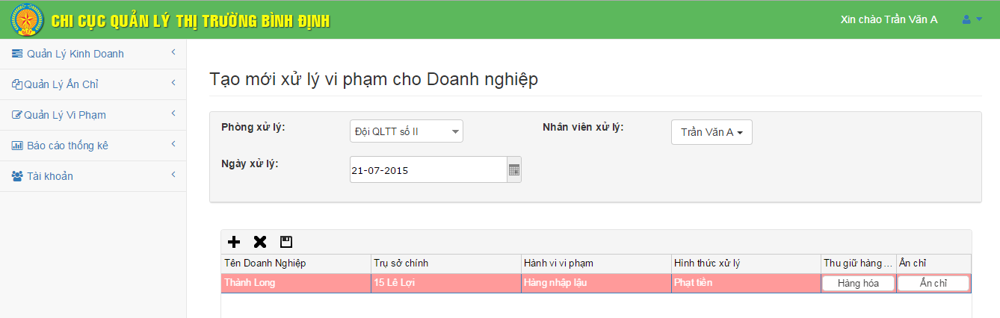 CHI CỤC QUẢN LÝ THỊ TRƯỜNG BÌNH ĐỊNH
Xin chào Trần Văn A
QLTT
Quản Lý Kinh Doanh
Quản Lý Ấn Chỉ
Quản Lý Vi Phạm
Báo cáo thống kê
Tài khoản
Tạo mới xử lý vi phạm cho Doanh nghiệp
Phòng xử lý: Đội QLTT số II Nhân viên xử lý: Trần Văn A
Ngày xử lý: 21-07-2015
Tên Doanh Nghiệp Trụ sở chính Hành vi vi phạm Hình thức xử lý Thu giữ hàng ... Ấn chỉ
Thành Long 15 Lê Lợi Hàng nhập lậu Phạt tiền Hàng hóa Ấn chỉ